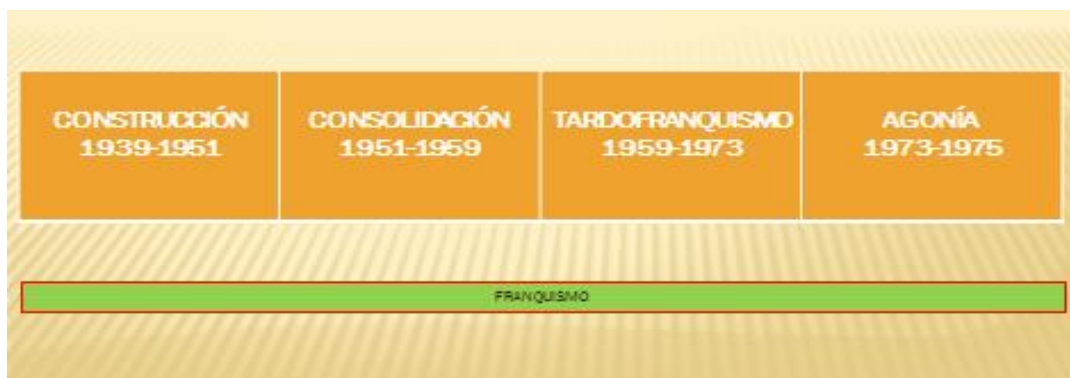 CONSTRUCCIÓN
1939-1951
CONSOLIDACIÓN
1951-1959
TARDOFRANQUISMO
1959-1973
AGONÍA
1973-1975
FRANQUISMO